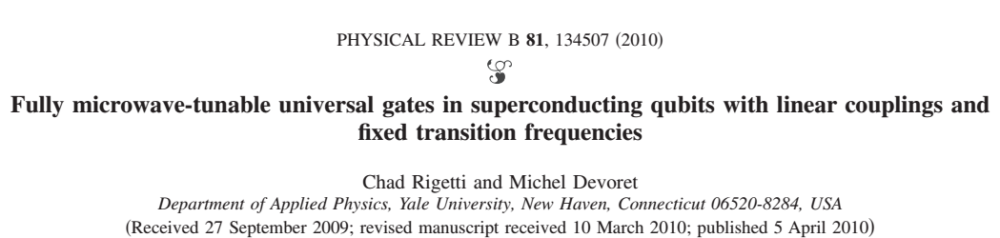 PHYSICAL REVIEW B 81, 134507 (2010)
Fully microwave-tunable universal gates in superconducting qubits with linear couplings and
fixed transition frequencies
Chad Rigetti and Michel Devoret
Department of Applied Physics, Yale University, New Haven, Connecticut 06520-8284, USA
(Received 27 September 2009; revised manuscript received 10 March 2010; published 5 April 2010)